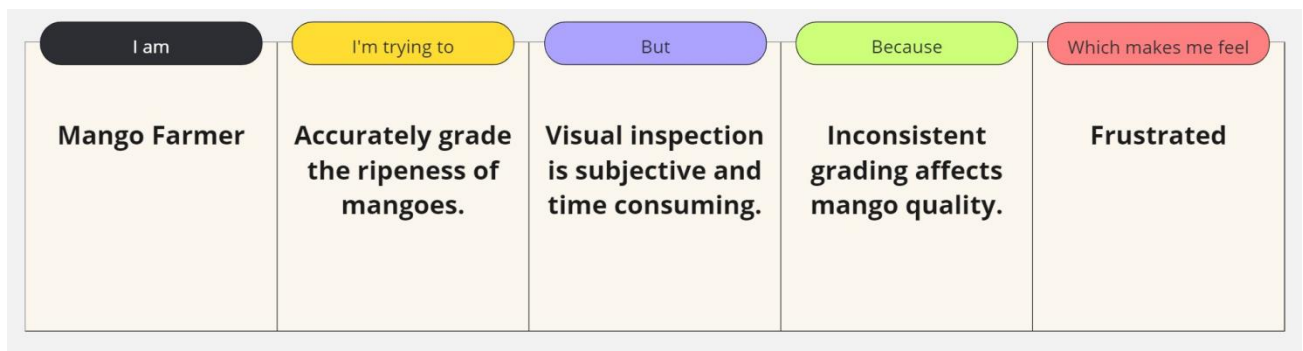 I am
I'm trying to
But
Because
Which makes me feel
Mango Farmer
Accurately grade
the ripeness of
mangoes.
Visual inspection
is subjective and
time consuming.
Inconsistent
grading affects
mango quality.
Frustrated